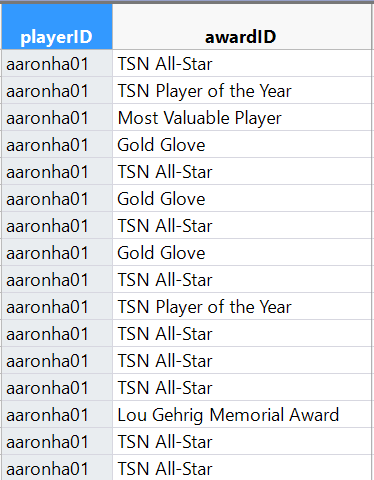 playerID awardID
aaronha01 TSN All-Star
aaronha01 TSN Player of the Year
aaronha01 Most Valuable Player
aaronha01 Gold Glove
aaronha01 TSN All-Star
aaronha01 Gold Glove
aaronha01 TSN All-Star
aaronha01 Gold Glove
aaronha01 TSN All-Star
aaronha01 TSN Player of the Year
aaronha01 TSN All-Star
aaronha01 TSN All-Star
aaronha01 TSN All-Star
aaronha01 Lou Gehrig Memorial Award
aaronha01 TSN All-Star
aaronha01 TSN All-Star